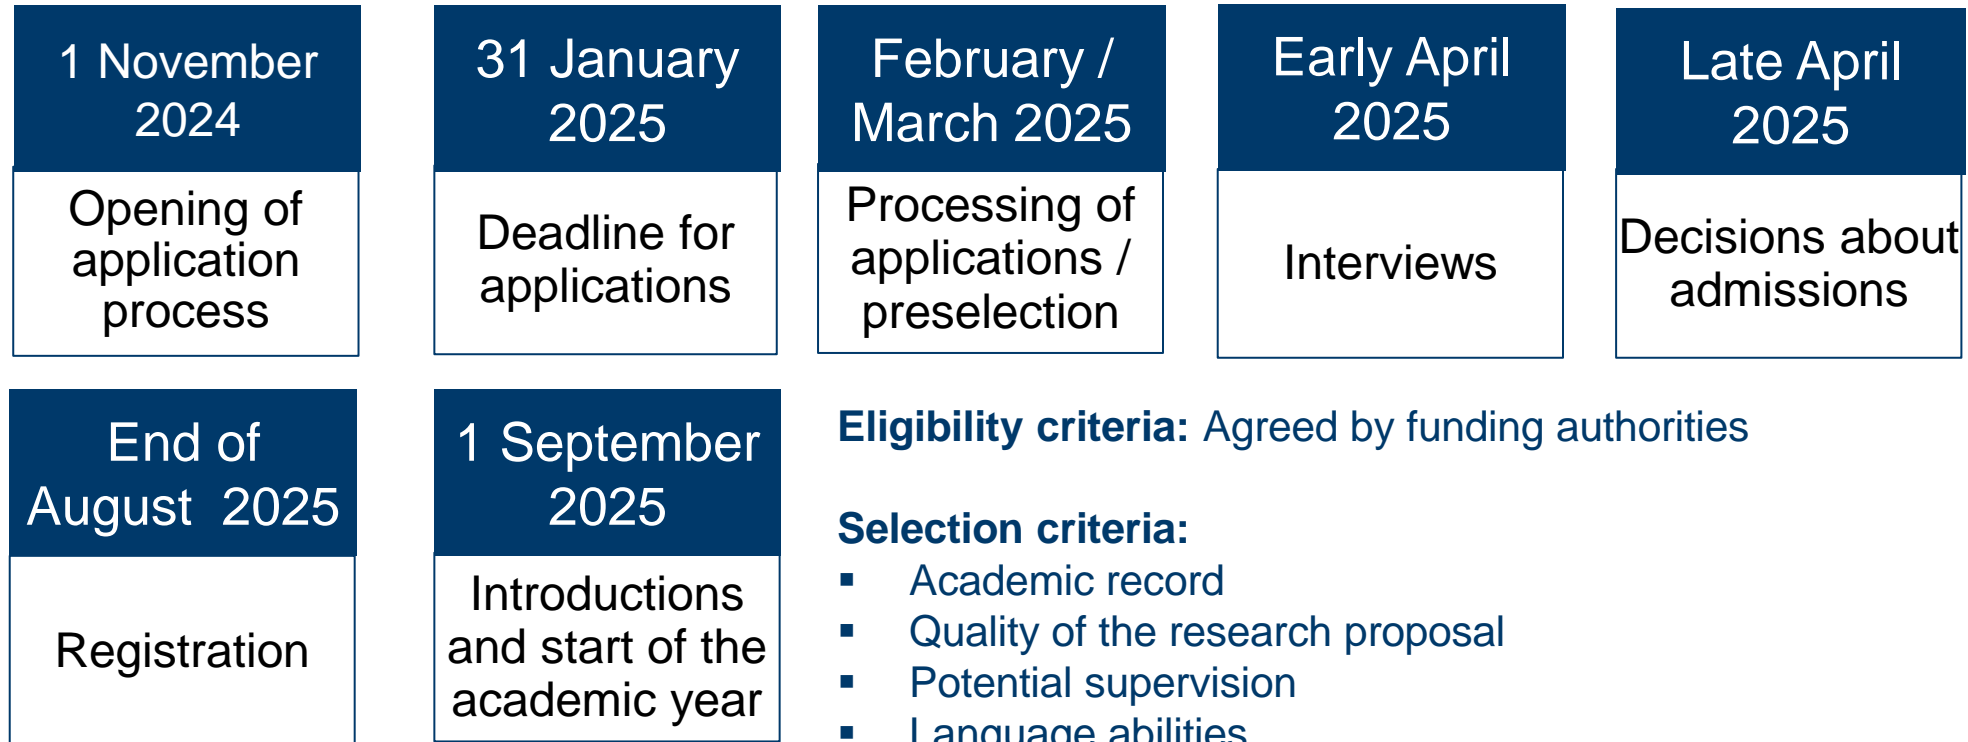 1 November
2024
Opening of
application
process
31 January
2025
Deadline for
applications
February /
March 2025
Processing of
applications /
preselection
Early April
2025
Interviews
Late April
2025
Decisions about
admissions
End of
August 2025
Registration
1 September
2025
Introductions
and start of the
academic year
Eligibility criteria: Agreed by funding authorities
Selection criteria:
▪ Academic record
▪ Quality of the research proposal
▪ Potential supervision
▪ Language abilities